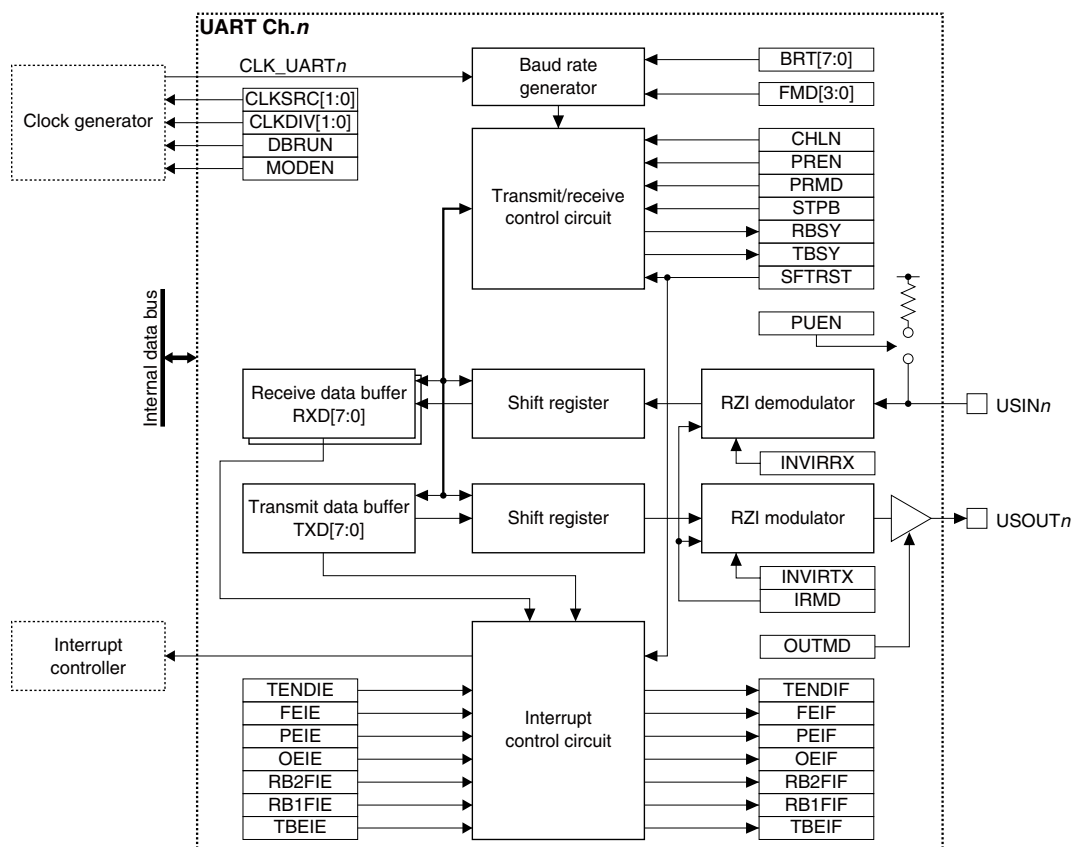 UART Ch.n
CLK_UARTn
Clock generator
CLKSRC[1:0]
CLKDIV[1:0]
DBRUN
MODEN
Baud rate
generator
BRT[7:0]
FMD[3:0]
Transmit/receive
control circuit
CHLN
PREN
PRMD
STPB
RBSY
TBSY
SFTRST
PUEN
Internal data bus
Receive data buffer
RXD[7:0]
Shift register
RZI demodulator
USINn
INVIRRX
Transmit data buffer
TXD[7:0]
Shift register
RZI modulator
USOUTn
INVIRTX
IRMD
OUTMD
Interrupt
controller
TENDIE
FEIE
PEIE
OEIE
RB2FIE
RB1FIE
TBEIE
Interrupt
control circuit
TENDIF
FEIF
PEIF
OEIF
RB2FIF
RB1FIF
TBEIF